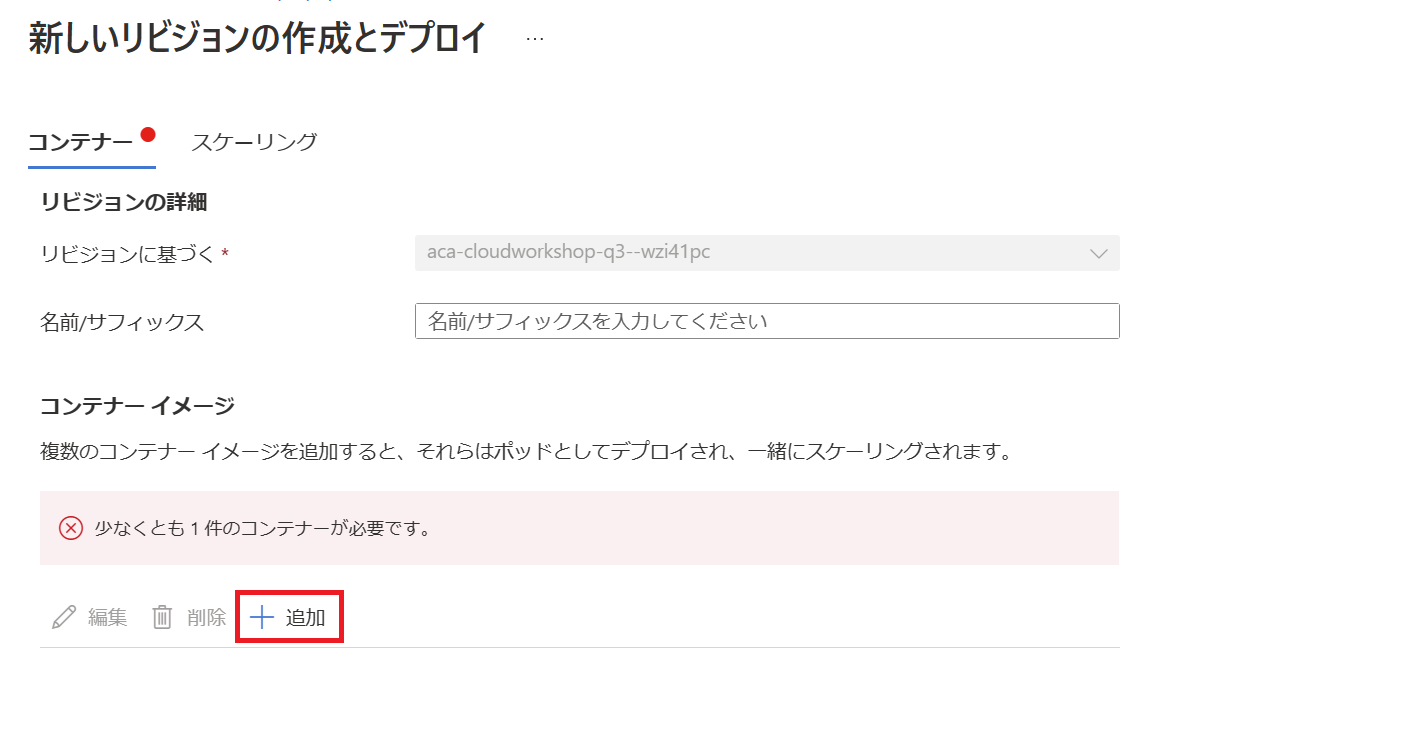 新しいリビジョンの作成とデプロイ ...
コンテナー スケーリング
リビジョンの詳細
リビジョンに基づく * aca-cloudworkshop-q3--wzi41pc
名前/サフィックス 名前/サフィックスを入力してください
コンテナー イメージ
複数のコンテナー イメージを追加すると、それらはポッドとしてデプロイされ、一緒にスケーリングされます。
少なくとも 1 件のコンテナーが必要です。
編集 削除 追加